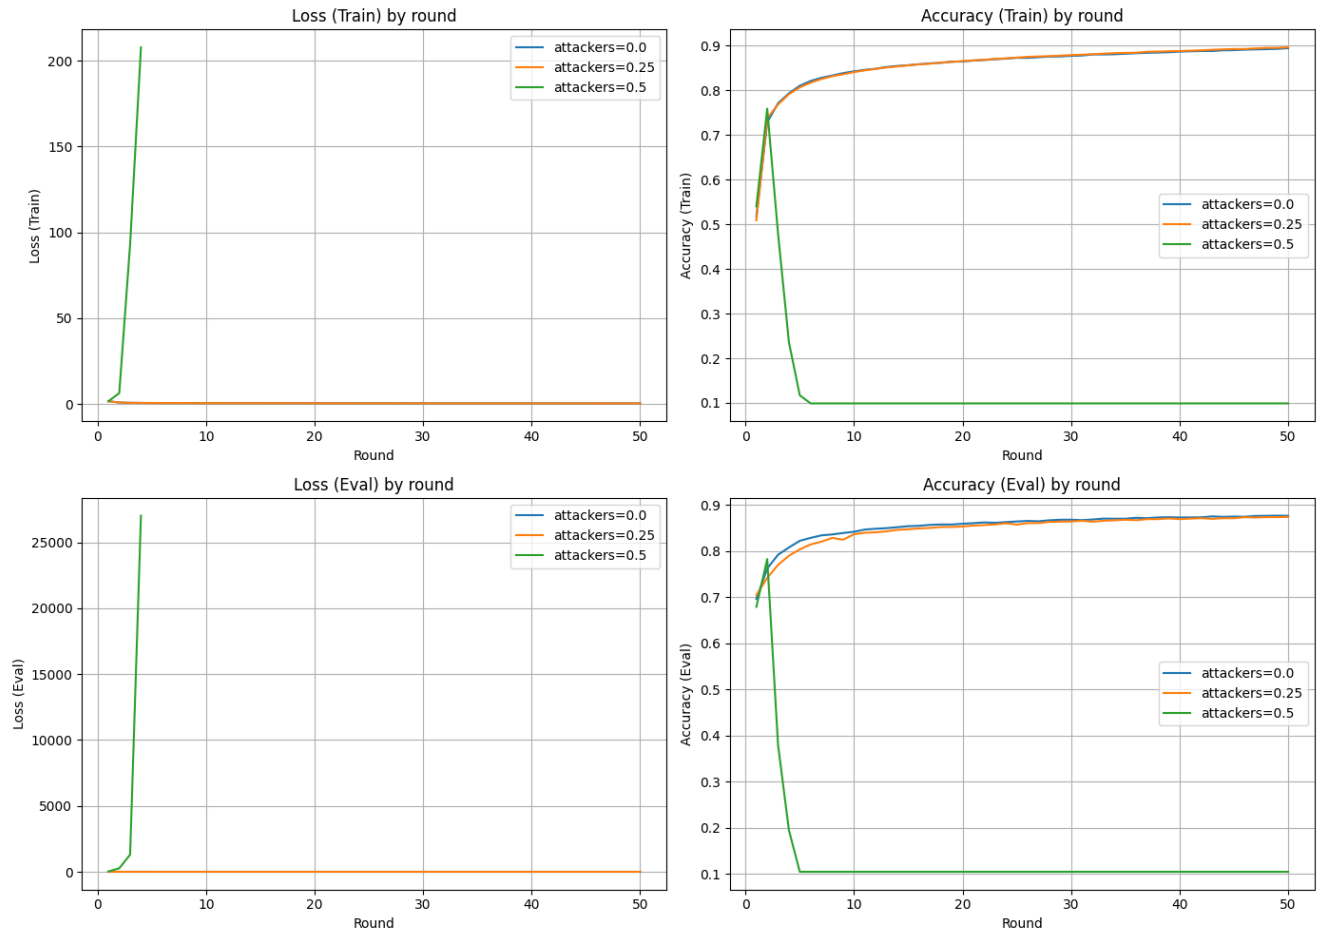 Loss (Train) by round
200
150
100
50
0
Loss (Train)
0
10
20
30
40
50
Round
attackers=0.0
attackers=0.25
attackers=0.5
Accuracy (Train) by round
0.9
0.8
0.7
0.6
0.5
0.4
0.3
0.2
0.1
Accuracy (Train)
0
10
20
30
40
50
Round
attackers=0.0
attackers=0.25
attackers=0.5
Loss (Eval) by round
25000
20000
15000
10000
5000
0
Loss (Eval)
0
10
20
30
40
50
Round
attackers=0.0
attackers=0.25
attackers=0.5
Accuracy (Eval) by round
0.9
0.8
0.7
0.6
0.5
0.4
0.3
0.2
0.1
Accuracy (Eval)
0
10
20
30
40
50
Round
attackers=0.0
attackers=0.25
attackers=0.5